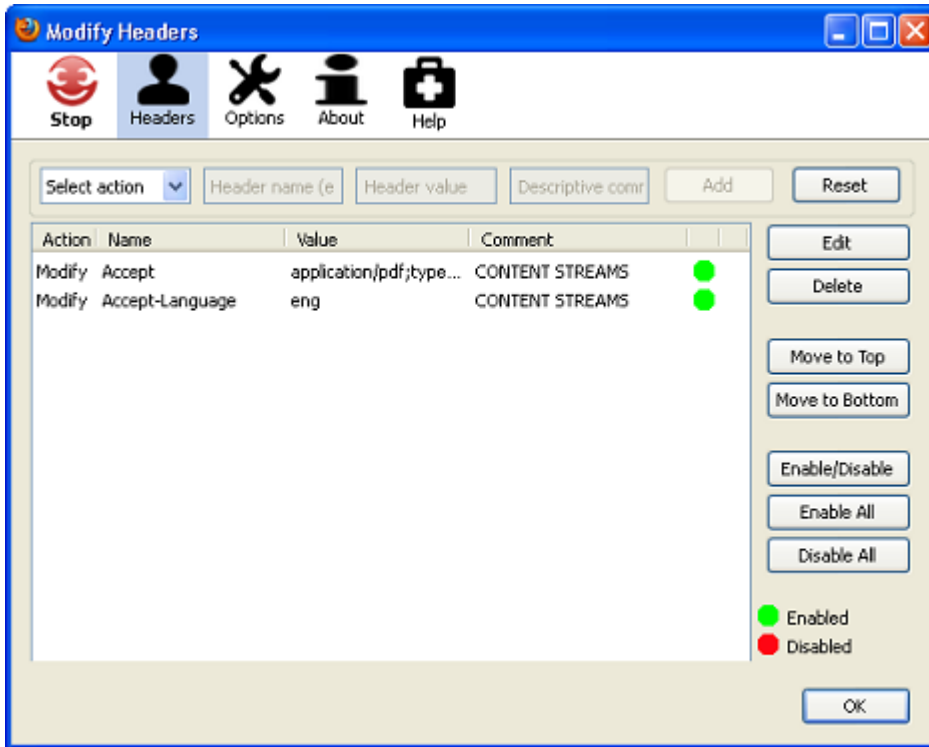 Modify Headers
Stop Headers Options About Help
Select action Header name (e Header value Descriptive comr Add Reset
Action Name Value Comment
Modify Accept application/pdf;type... CONTENT STREAMS
Modify Accept-Language eng CONTENT STREAMS
Edit
Delete
Move to Top
Move to Bottom
Enable/Disable
Enable All
Disable All
Enabled
Disabled
OK